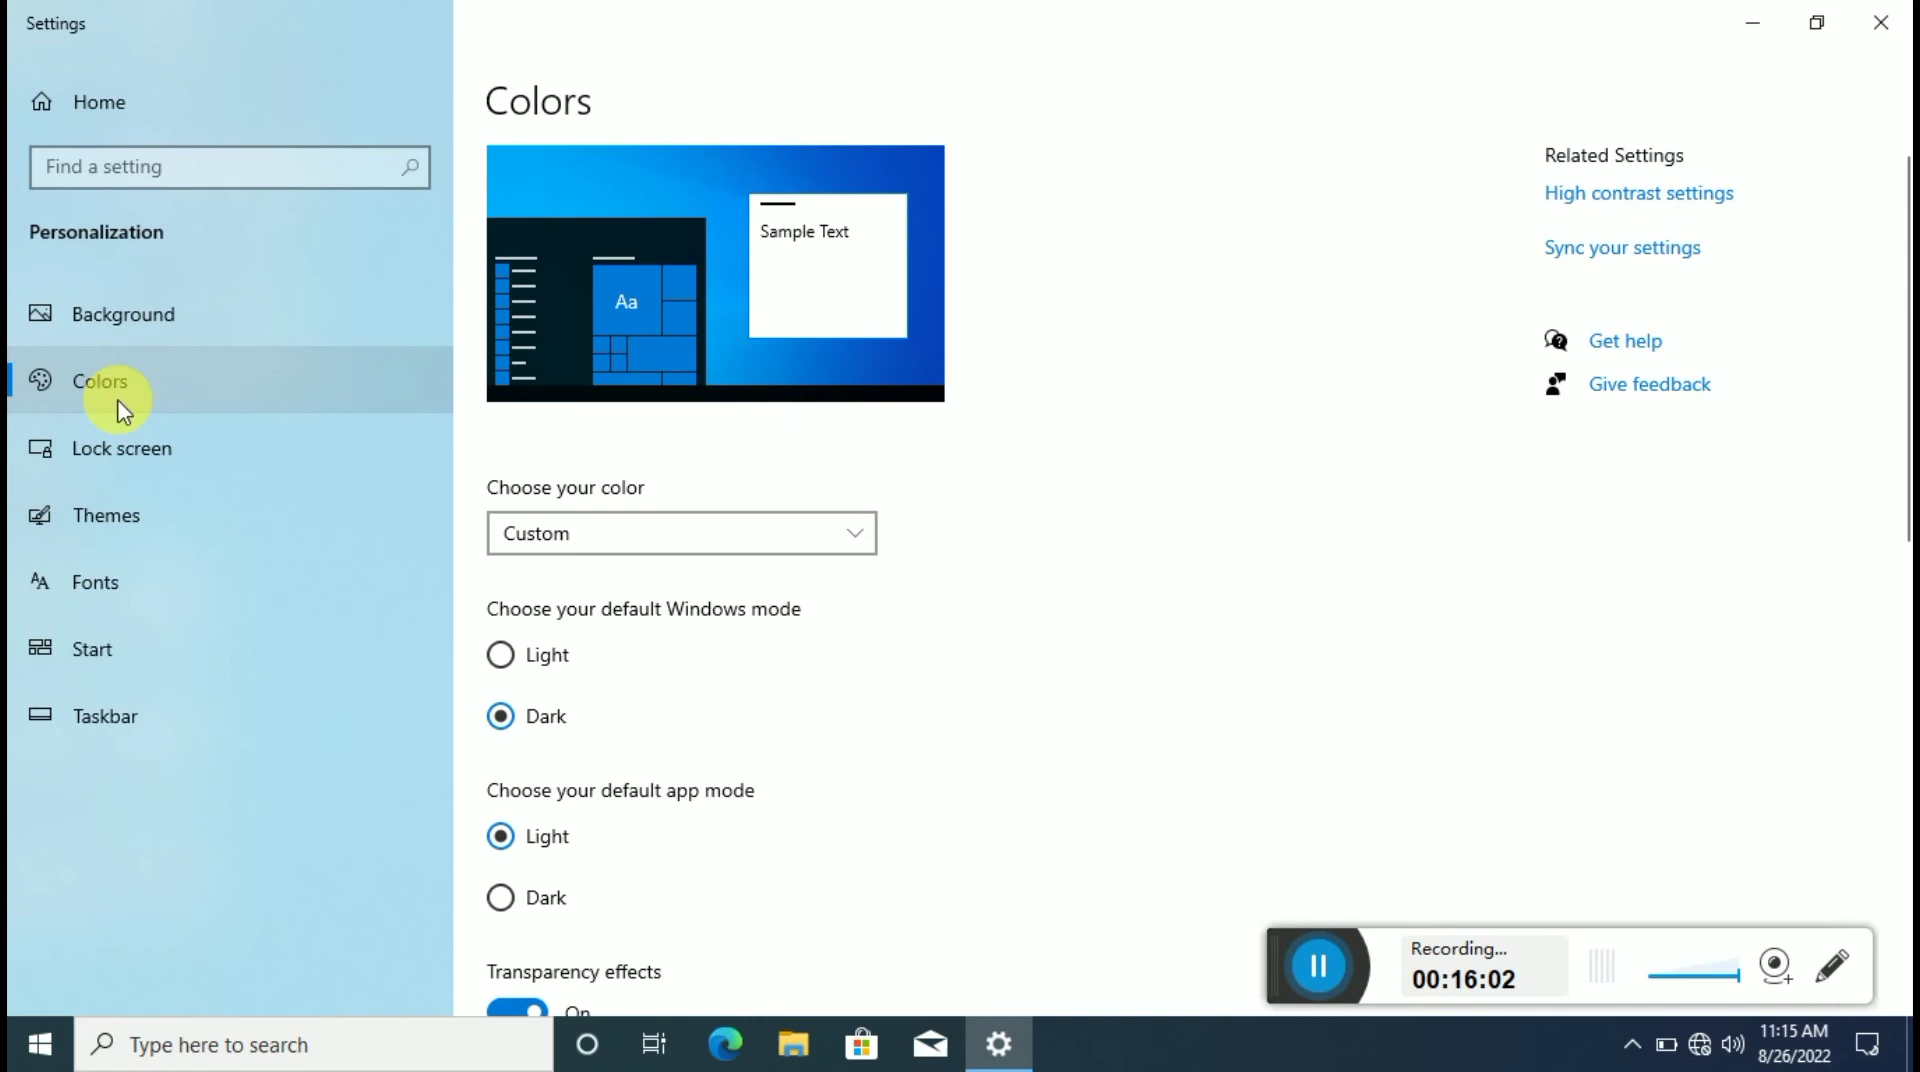 Settings
Home
Find a setting
Personalization
Background
Colors
Lock screen
Themes
Fonts
Start
Taskbar
Colors
Sample Text
Aa
Choose your color
Custom
Choose your default Windows mode
Light
Dark
Choose your default app mode
Light
Dark
Transparency effects
On
Related Settings
High contrast settings
Sync your settings
Get help
Give feedback
Recording...
00:16:02
Type here to search
11:15 AM
8/26/2022